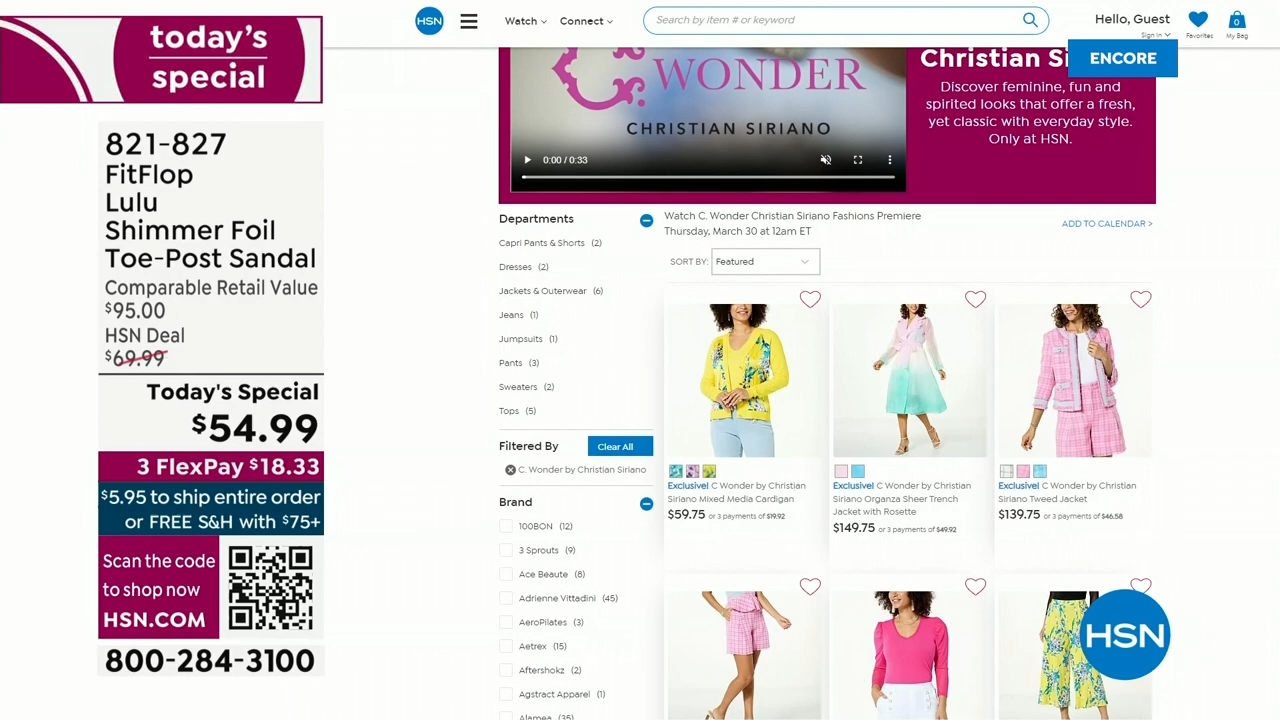 today's
special
821-827
FitFlop
Lulu
Shimmer Foil
Toe-Post Sandal
Comparable Retail Value
$95.00
HSN Deal
$69.99
Today's Special
$54.99
3 FlexPay $18.33
$5.95 to ship entire order
or FREE S&H with $75+
Scan the code
to shop now
HSN.COM
800-284-3100
HSN
Watch
Connect
Search by item # or keyword
Hello, Guest
Sign in
Favorites
0
My Bag
ENCORE
C WONDER
CHRISTIAN SIRIANO
0:00 / 0:33
Christian Si
Discover feminine, fun and
spirited looks that offer a fresh,
yet classic with everyday style.
Only at HSN.
Departments
Capri Pants & Shorts (2)
Dresses (2)
Jackets & Outerwear (6)
Jeans (1)
Jumpsuits (1)
Pants (3)
Sweaters (2)
Tops (5)
Filtered By
Clear All
C. Wonder by Christian Siriano
Brand
100BON (12)
3 Sprouts (9)
Ace Beaute (8)
Adrienne Vittadini (45)
AeroPilates (3)
Aetrex (15)
Aftershokz (2)
Agstract Apparel (1)
Alamea (35)
Watch C. Wonder Christian Siriano Fashions Premiere
Thursday, March 30 at 12am ET
ADD TO CALENDAR >
SORT BY:
Featured
Exclusive! C Wonder by Christian
Siriano Mixed Media Cardigan
$59.75 or 3 payments of $19.92
Exclusive! C Wonder by Christian
Siriano Organza Sheer Trench
Jacket with Rosette
$149.75 or 3 payments of $49.92
Exclusive! C Wonder by Christian
Siriano Tweed Jacket
$139.75 or 3 payments of $46.58
HSN